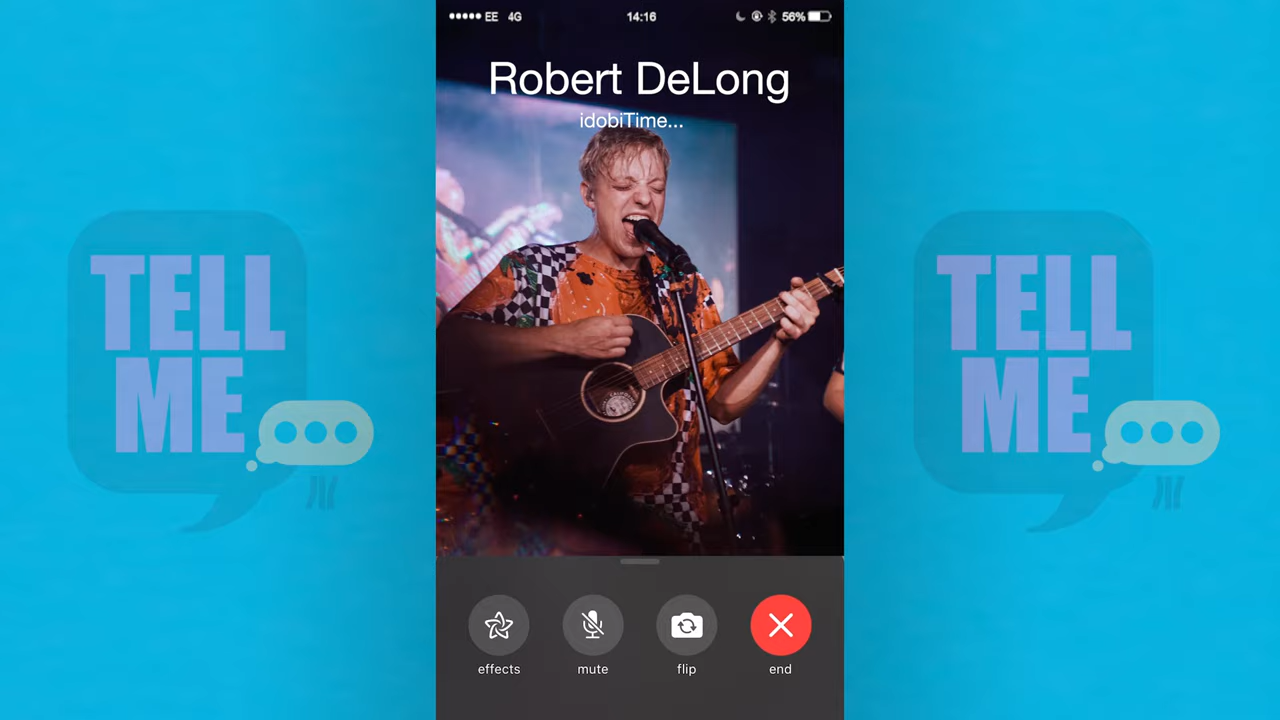 EE 4G 14:16 56%
Robert DeLong
idobiTime...
TELL
ME
TELL
ME
effects mute flip end